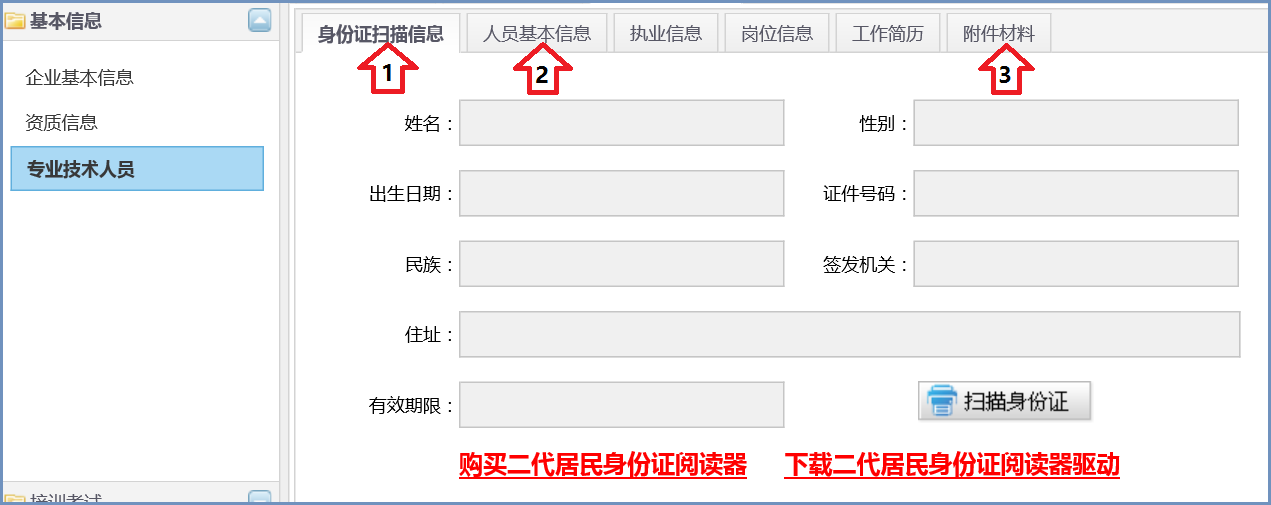 基本信息
企业基本信息
资质信息
专业技术人员
培训考试
身份证扫描信息 人员基本信息 执业信息 岗位信息 工作简历 附件材料
1 2 3
姓名： 性别：
出生日期： 证件号码：
民族： 签发机关：
住址：
有效期限： 扫描身份证
购买二代居民身份证阅读器 下载二代居民身份证阅读器驱动